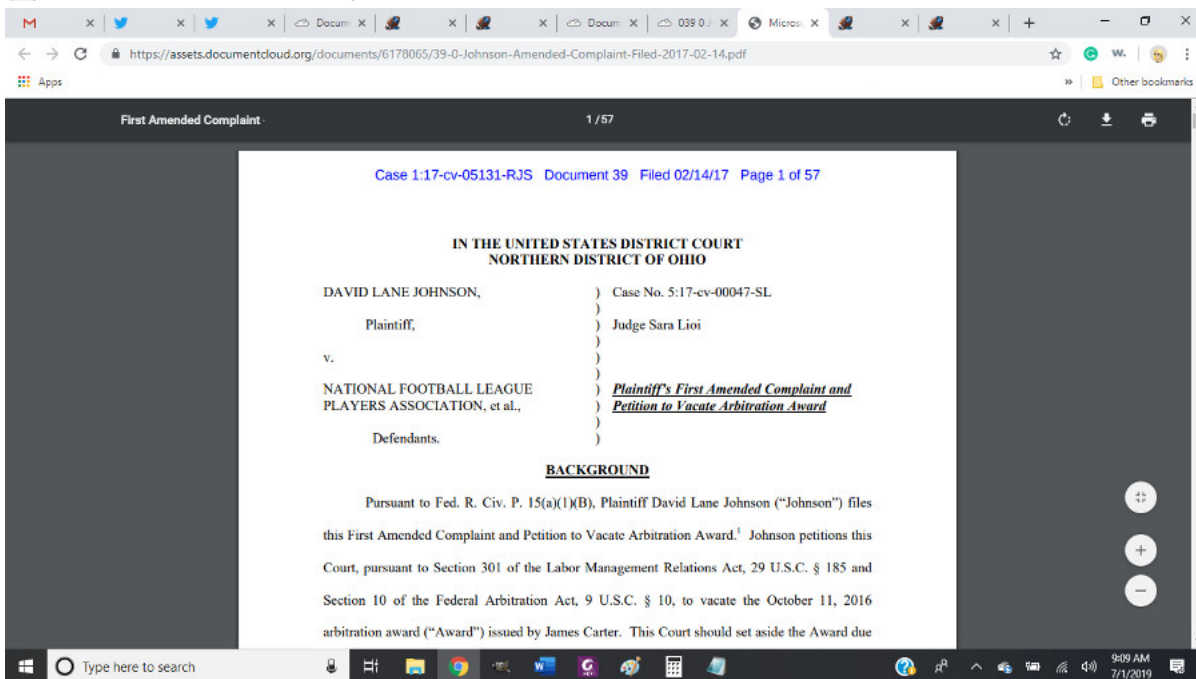 Docum
Docum
039 0
Micros
https://assets.documentcloud.org/documents/6178065/39-0-Johnson-Amended-Complaint-Filed-2017-02-14.pdf
Apps
Other bookmarks
First Amended Complaint
1 / 57
Case 1:17-cv-05131-RJS Document 39 Filed 02/14/17 Page 1 of 57
IN THE UNITED STATES DISTRICT COURT
NORTHERN DISTRICT OF OHIO
DAVID LANE JOHNSON, ) Case No. 5:17-cv-00047-SL
)
Plaintiff, ) Judge Sara Lioi
)
v. )
)
NATIONAL FOOTBALL LEAGUE ) Plaintiff's First Amended Complaint and
PLAYERS ASSOCIATION, et al., ) Petition to Vacate Arbitration Award
)
Defendants. )
BACKGROUND
Pursuant to Fed. R. Civ. P. 15(a)(1)(B), Plaintiff David Lane Johnson ("Johnson") files
this First Amended Complaint and Petition to Vacate Arbitration Award.1 Johnson petitions this
Court, pursuant to Section 301 of the Labor Management Relations Act, 29 U.S.C. § 185 and
Section 10 of the Federal Arbitration Act, 9 U.S.C. § 10, to vacate the October 11, 2016
arbitration award ("Award") issued by James Carter. This Court should set aside the Award due
Type here to search
9:09 AM
7/1/2019